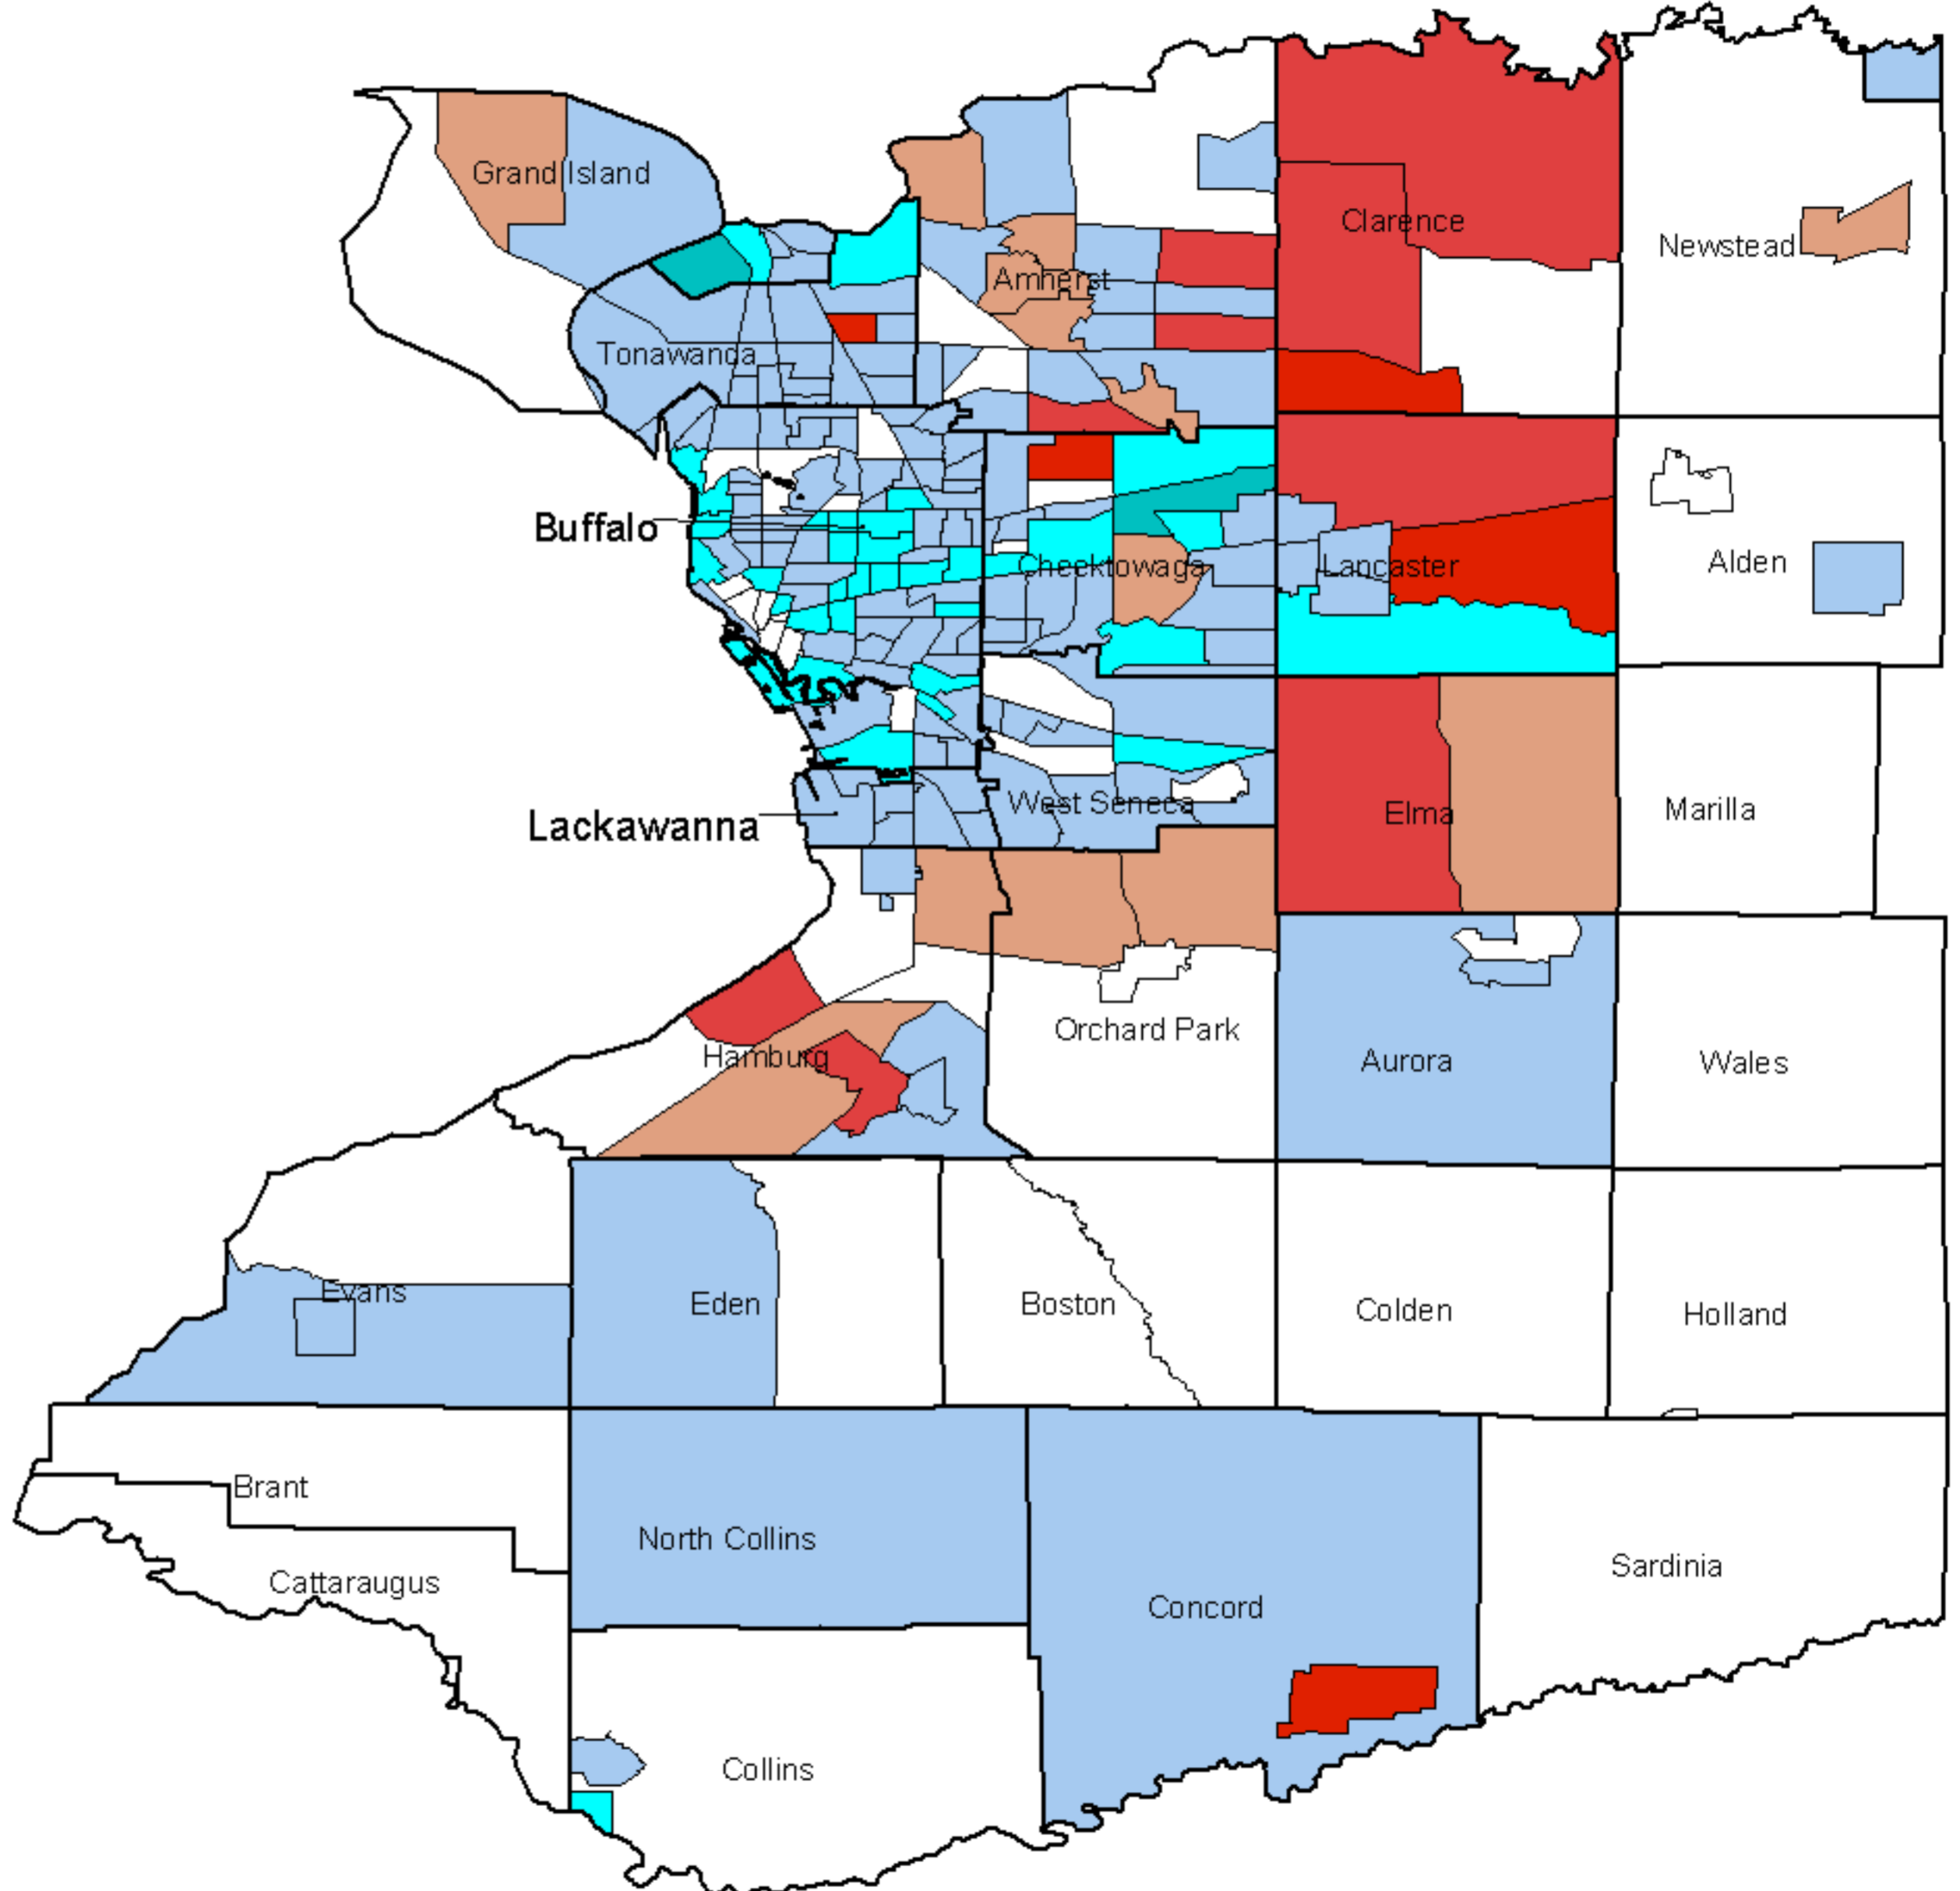 Grand Island
Clarence
Newstead
Amherst
Tonawanda
Buffalo
Cheektowaga
Lancaster
Alden
Lackawanna
West Seneca
Elma
Marilla
Orchard Park
Hamburg
Aurora
Wales
Evans
Eden
Boston
Colden
Holland
Brant
North Collins
Cattaraugus
Concord
Sardinia
Collins